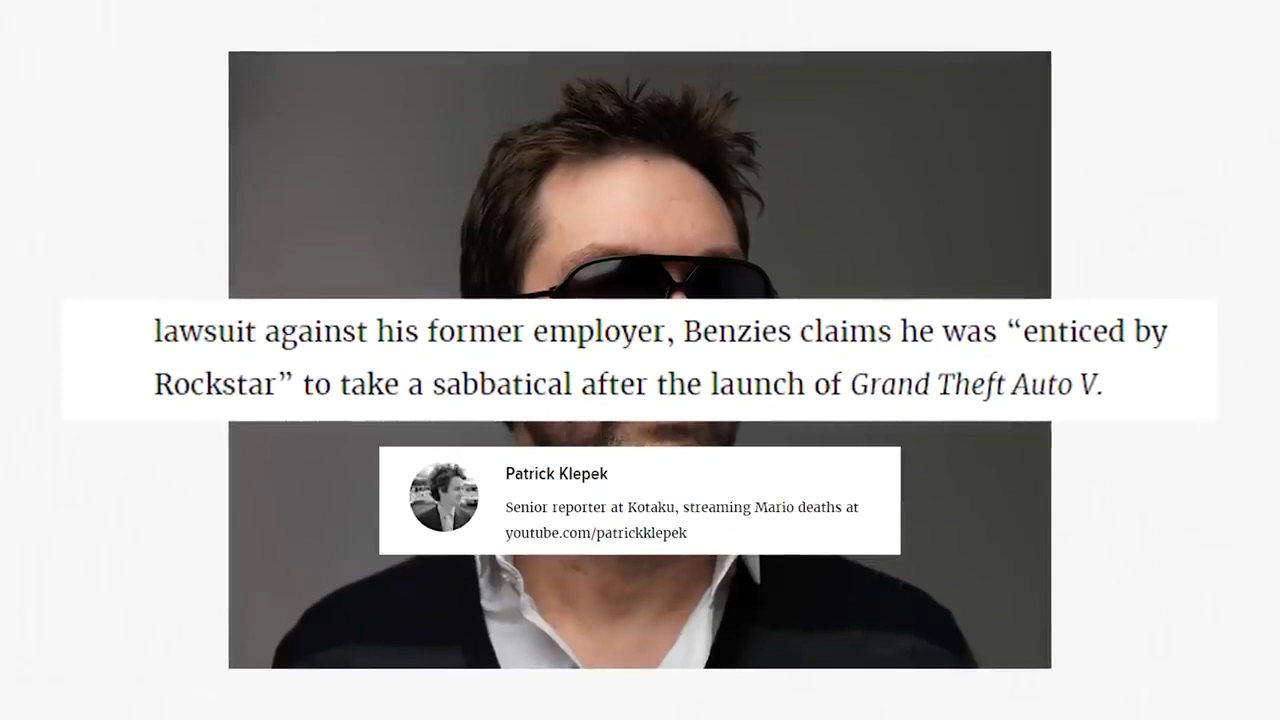 lawsuit against his former employer, Benzies claims he was “enticed by
Rockstar” to take a sabbatical after the launch of Grand Theft Auto V.
Patrick Klepek
Senior reporter at Kotaku, streaming Mario deaths at
youtube.com/patrickklepek